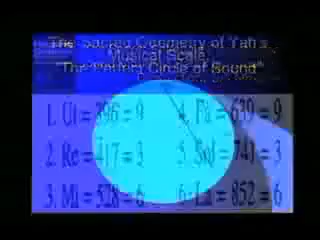 The Sacred Geometry of Yah's
Musical Scale
"The Perfect Circle of Sound"
1. Ut = 396 = 9
2. Re = 417 = 3
3. Mi = 528 = 6
4. Fa = 639 = 9
5. Sol = 741 = 3
6. La = 852 = 6